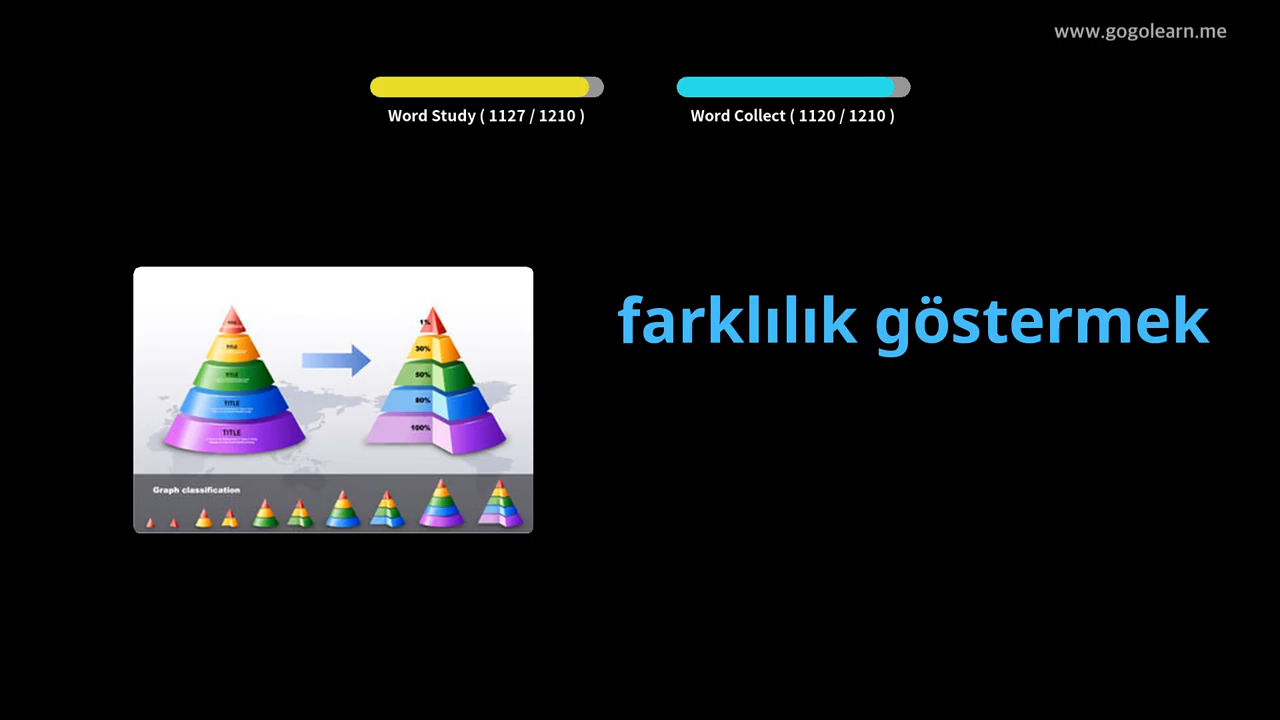 www.gogolearn.me
Word Study ( 1127 / 1210 )
Word Collect ( 1120 / 1210 )
farklılık göstermek
1%
30%
50%
80%
100%
TITLE
TITLE
TITLE
TITLE
Graph classification